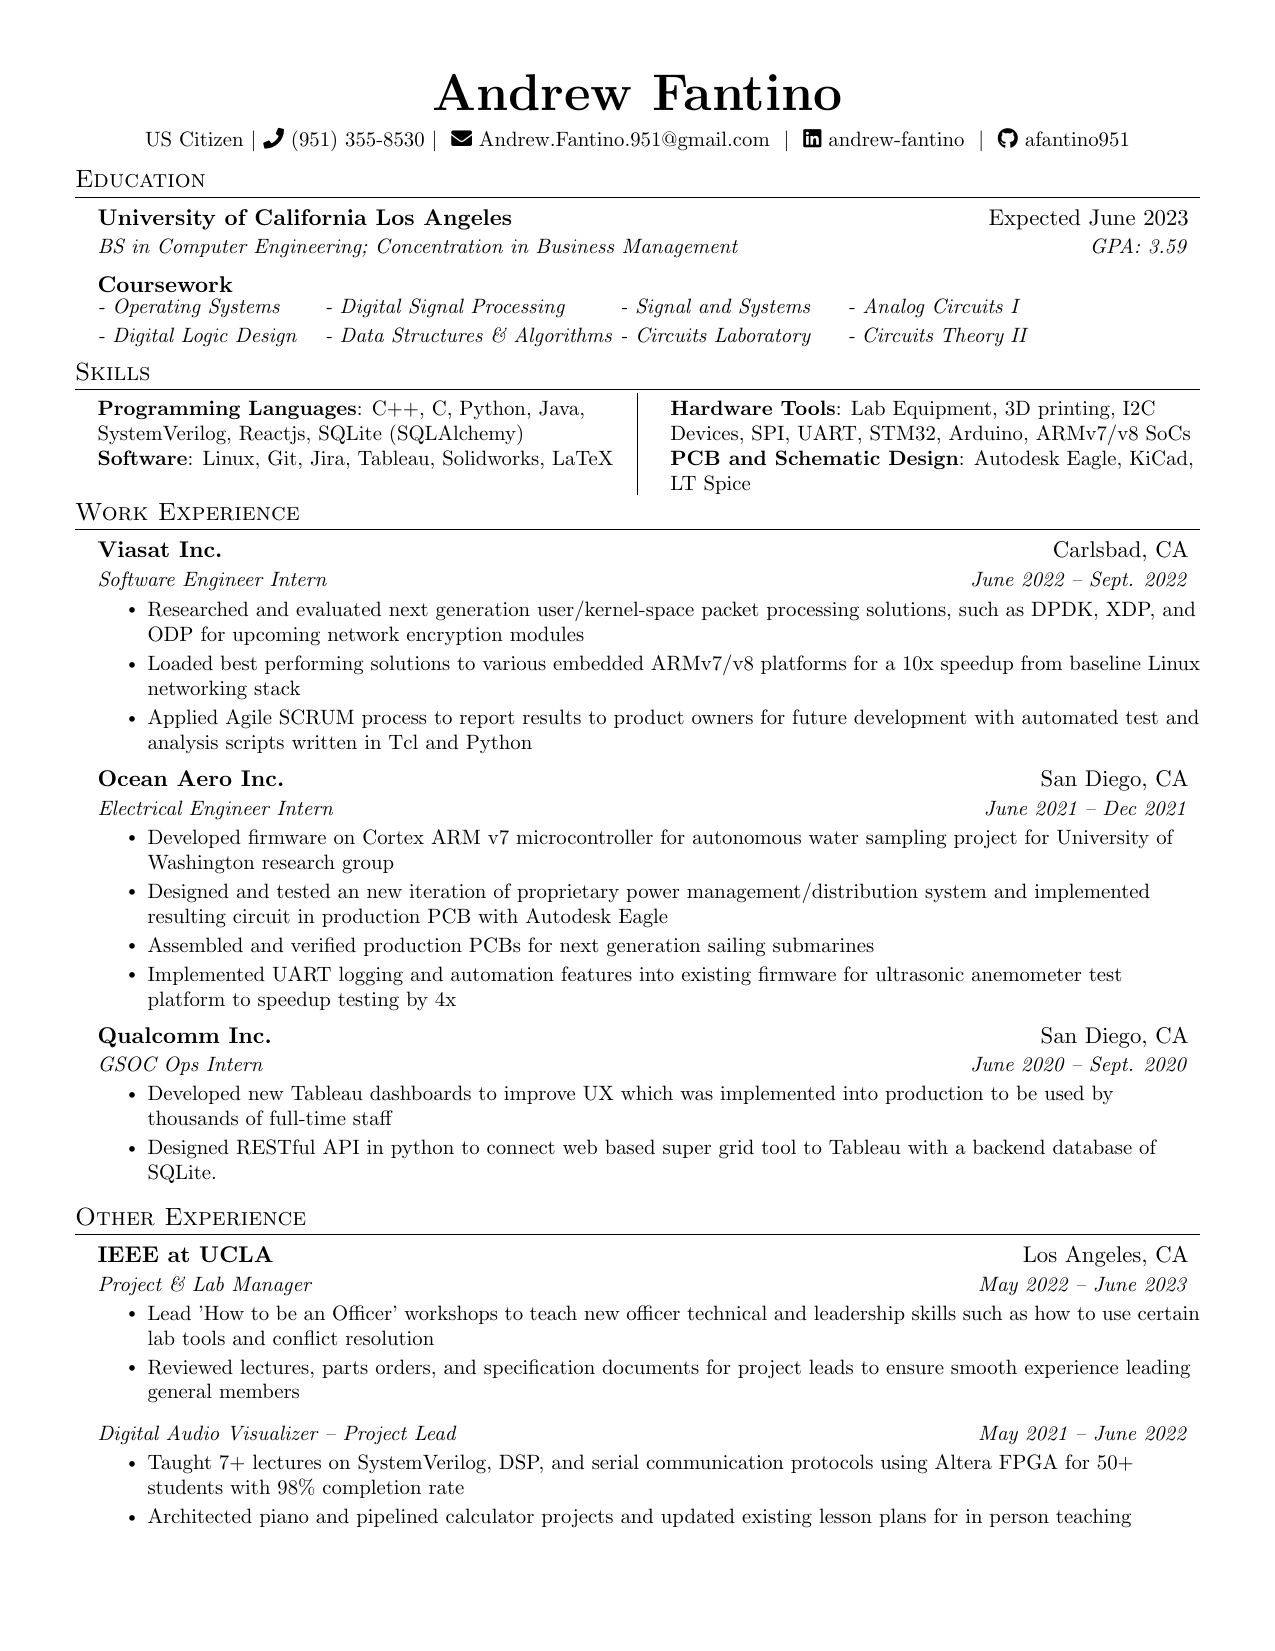 Andrew Fantino
US Citizen | (951) 355-8530 | Andrew.Fantino.951@gmail.com | andrew-fantino | afantino951
Education
University of California Los Angeles Expected June 2023
BS in Computer Engineering; Concentration in Business Management GPA: 3.59
Coursework
- Operating Systems - Digital Signal Processing - Signal and Systems - Analog Circuits I
- Digital Logic Design - Data Structures & Algorithms - Circuits Laboratory - Circuits Theory II
Skills
Programming Languages: C++, C, Python, Java,
SystemVerilog, Reactjs, SQLite (SQLAlchemy)
Software: Linux, Git, Jira, Tableau, Solidworks, LaTeX
Hardware Tools: Lab Equipment, 3D printing, I2C
Devices, SPI, UART, STM32, Arduino, ARMv7/v8 SoCs
PCB and Schematic Design: Autodesk Eagle, KiCad,
LT Spice
Work Experience
Viasat Inc. Carlsbad, CA
Software Engineer Intern June 2022 – Sept. 2022
• Researched and evaluated next generation user/kernel-space packet processing solutions, such as DPDK, XDP, and
ODP for upcoming network encryption modules
• Loaded best performing solutions to various embedded ARMv7/v8 platforms for a 10x speedup from baseline Linux
networking stack
• Applied Agile SCRUM process to report results to product owners for future development with automated test and
analysis scripts written in Tcl and Python
Ocean Aero Inc. San Diego, CA
Electrical Engineer Intern June 2021 – Dec 2021
• Developed firmware on Cortex ARM v7 microcontroller for autonomous water sampling project for University of
Washington research group
• Designed and tested an new iteration of proprietary power management/distribution system and implemented
resulting circuit in production PCB with Autodesk Eagle
• Assembled and verified production PCBs for next generation sailing submarines
• Implemented UART logging and automation features into existing firmware for ultrasonic anemometer test
platform to speedup testing by 4x
Qualcomm Inc. San Diego, CA
GSOC Ops Intern June 2020 – Sept. 2020
• Developed new Tableau dashboards to improve UX which was implemented into production to be used by
thousands of full-time staff
• Designed RESTful API in python to connect web based super grid tool to Tableau with a backend database of
SQLite.
Other Experience
IEEE at UCLA Los Angeles, CA
Project & Lab Manager May 2022 – June 2023
• Lead 'How to be an Officer' workshops to teach new officer technical and leadership skills such as how to use certain
lab tools and conflict resolution
• Reviewed lectures, parts orders, and specification documents for project leads to ensure smooth experience leading
general members
Digital Audio Visualizer – Project Lead May 2021 – June 2022
• Taught 7+ lectures on SystemVerilog, DSP, and serial communication protocols using Altera FPGA for 50+
students with 98% completion rate
• Architected piano and pipelined calculator projects and updated existing lesson plans for in person teaching